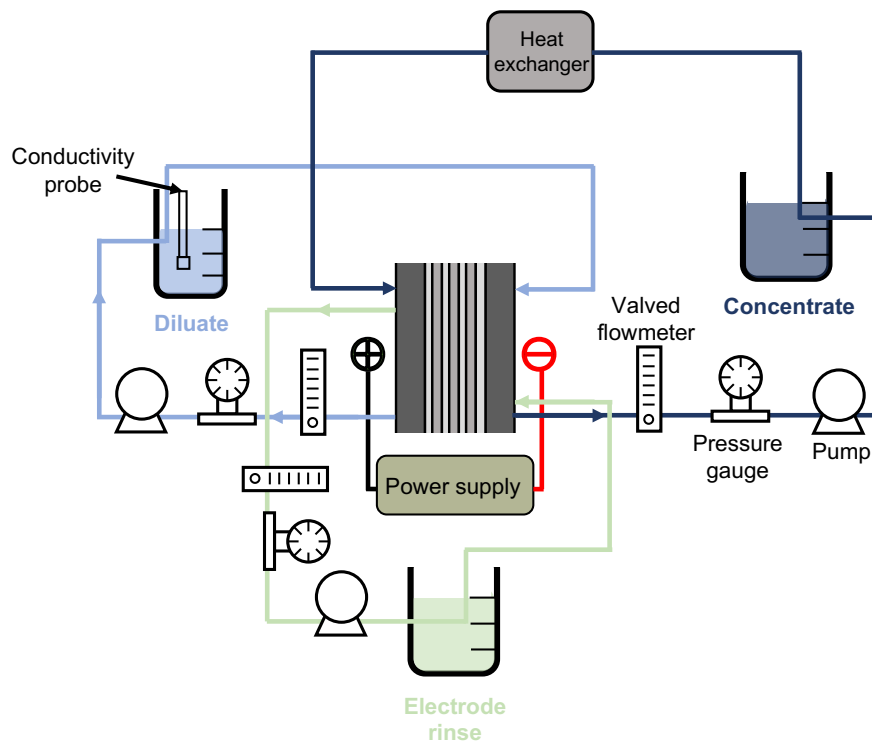 Heat
exchanger
Conductivity
probe
Diluate
Concentrate
Valved
flowmeter
Pressure
gauge
Pump
Power supply
Electrode
rinse